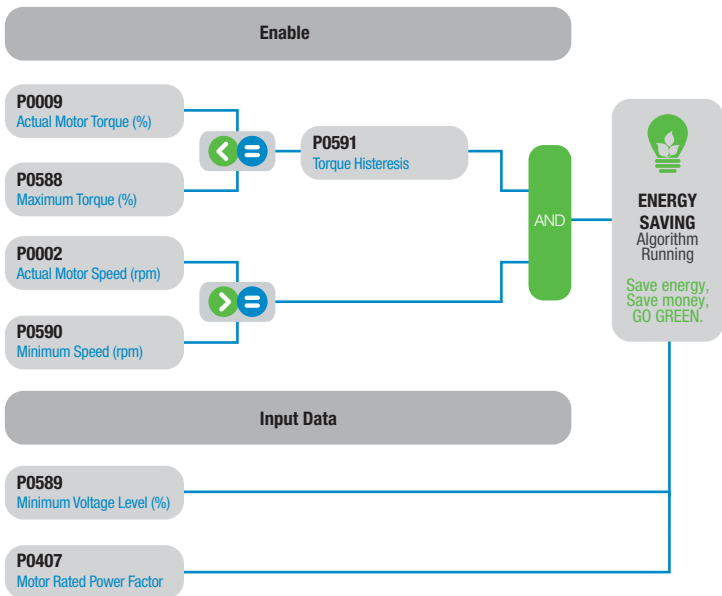 Enable
P0009
Actual Motor Torque (%)
P0588
Maximum Torque (%)
< =
P0591
Torque Histeresis
P0002
Actual Motor Speed (rpm)
P0590
Minimum Speed (rpm)
> =
AND
ENERGY
SAVING
Algorithm
Running
Save energy,
Save money,
GO GREEN.
Input Data
P0589
Minimum Voltage Level (%)
P0407
Motor Rated Power Factor